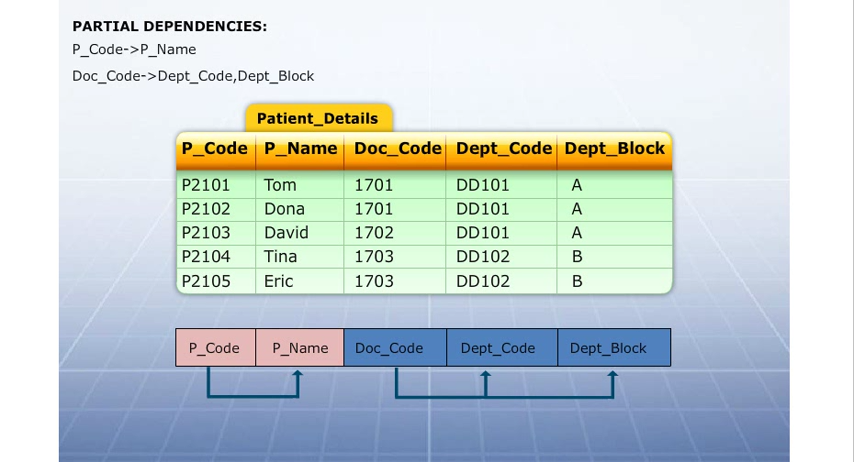 PARTIAL DEPENDENCIES:
P_Code->P_Name
Doc_Code->Dept_Code,Dept_Block
Patient_Details
P_Code P_Name Doc_Code Dept_Code Dept_Block
P2101 Tom 1701 DD101 A
P2102 Dona 1701 DD101 A
P2103 David 1702 DD101 A
P2104 Tina 1703 DD102 B
P2105 Eric 1703 DD102 B
P_Code P_Name Doc_Code Dept_Code Dept_Block